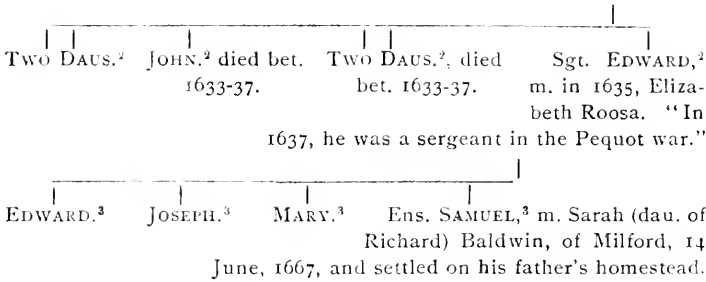 Two Daus.² John.² died bet. Two Daus.², died Sgt. Edward,²
1633-37. bet. 1633-37. m. in 1635, Eliza-
beth Roosa. "In
1637, he was a sergeant in the Pequot war."
Edward.³ Joseph.³ Mary.³ Ens. Samuel,³ m. Sarah (dau. of
Richard) Baldwin, of Milford, 14
June, 1667, and settled on his father's homestead.